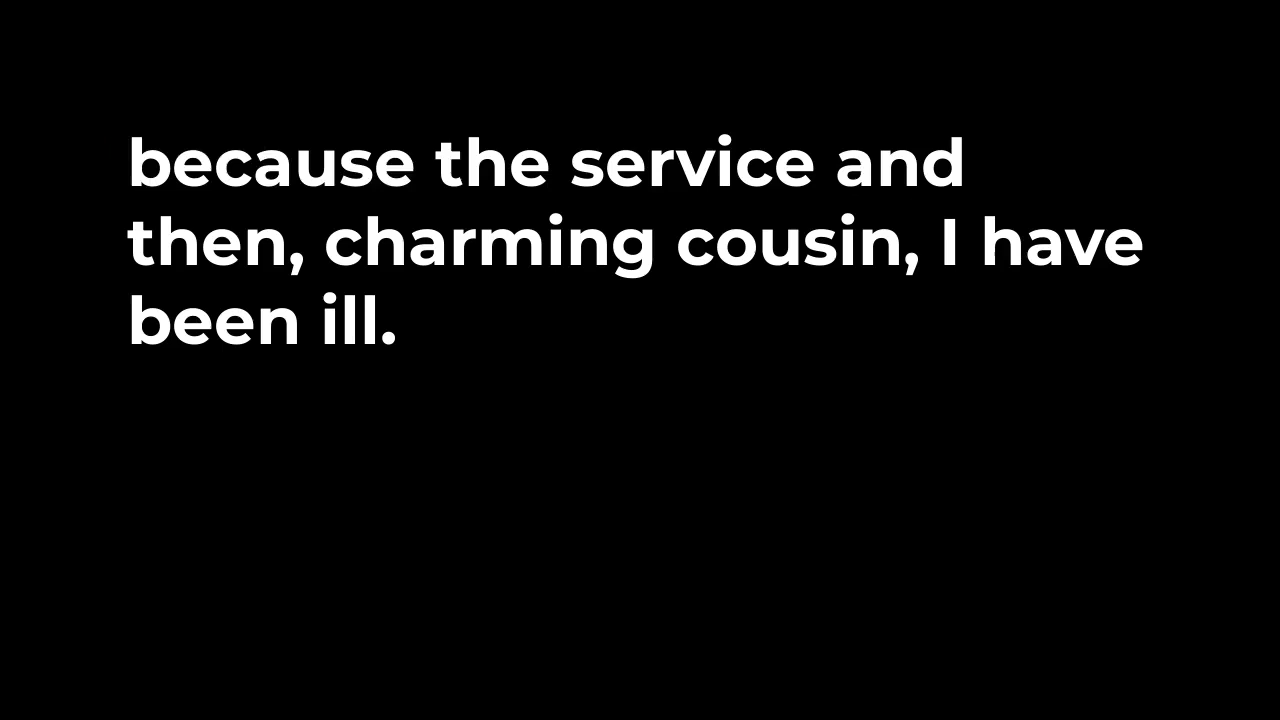 because the service and
then, charming cousin, I have
been ill.